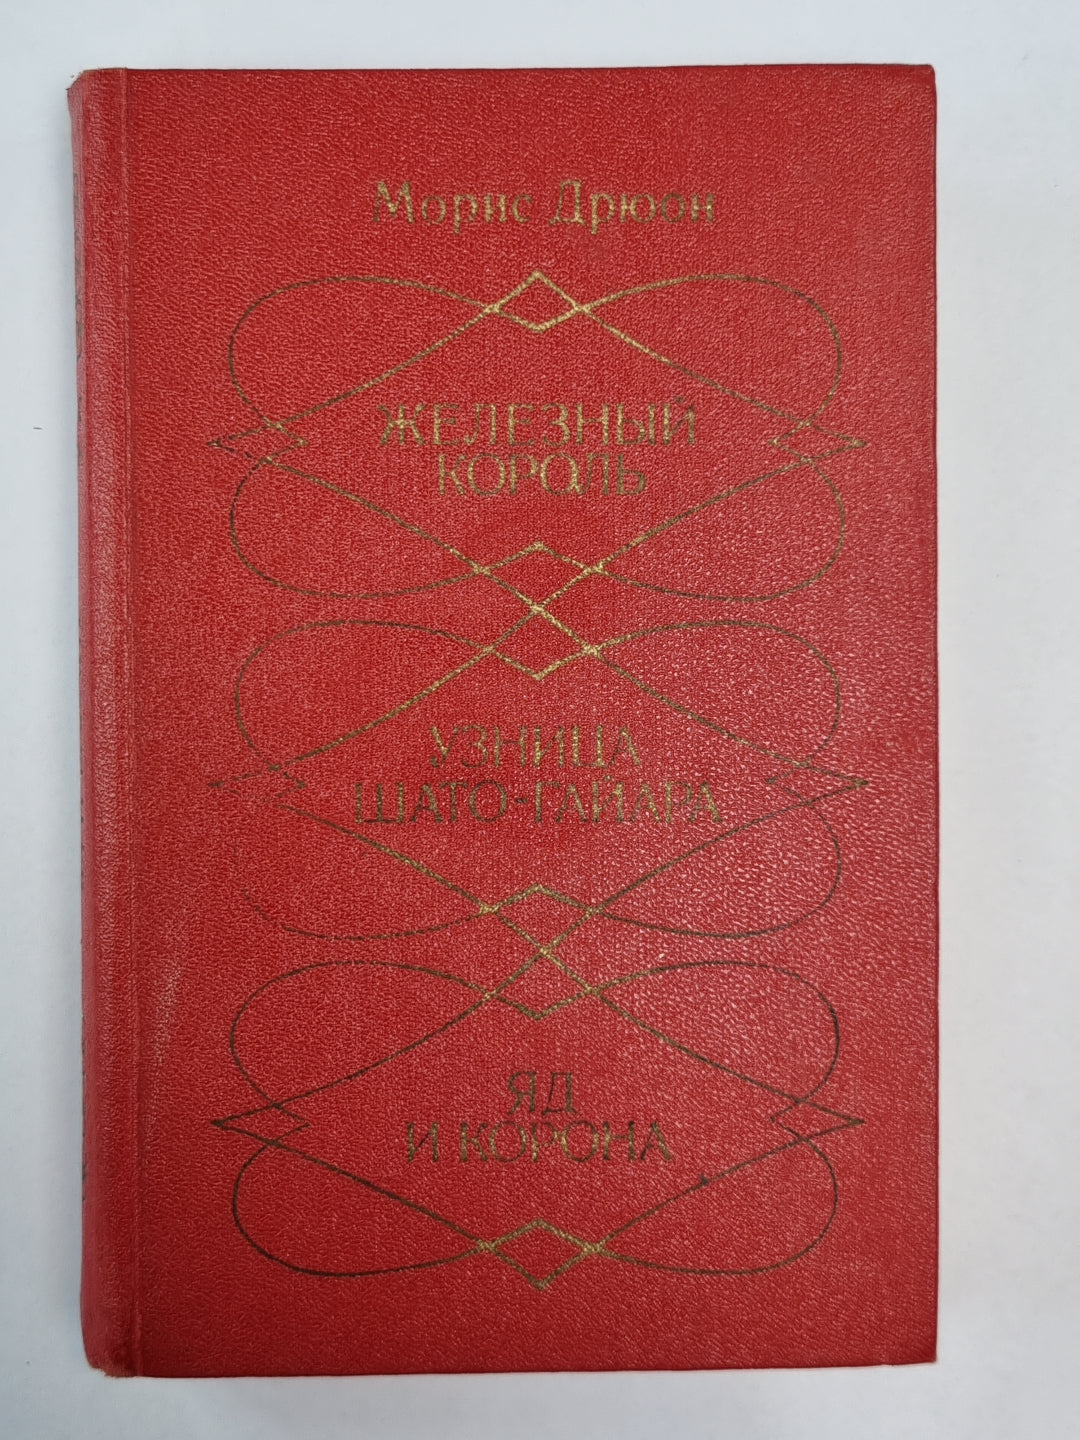 Морис Дрюон
ЖЕЛЕЗНЫЙ
КОРОЛЬ
УЗНИЦА
ШАТО-ГАЙАРА
ЯД
И КОРОНА